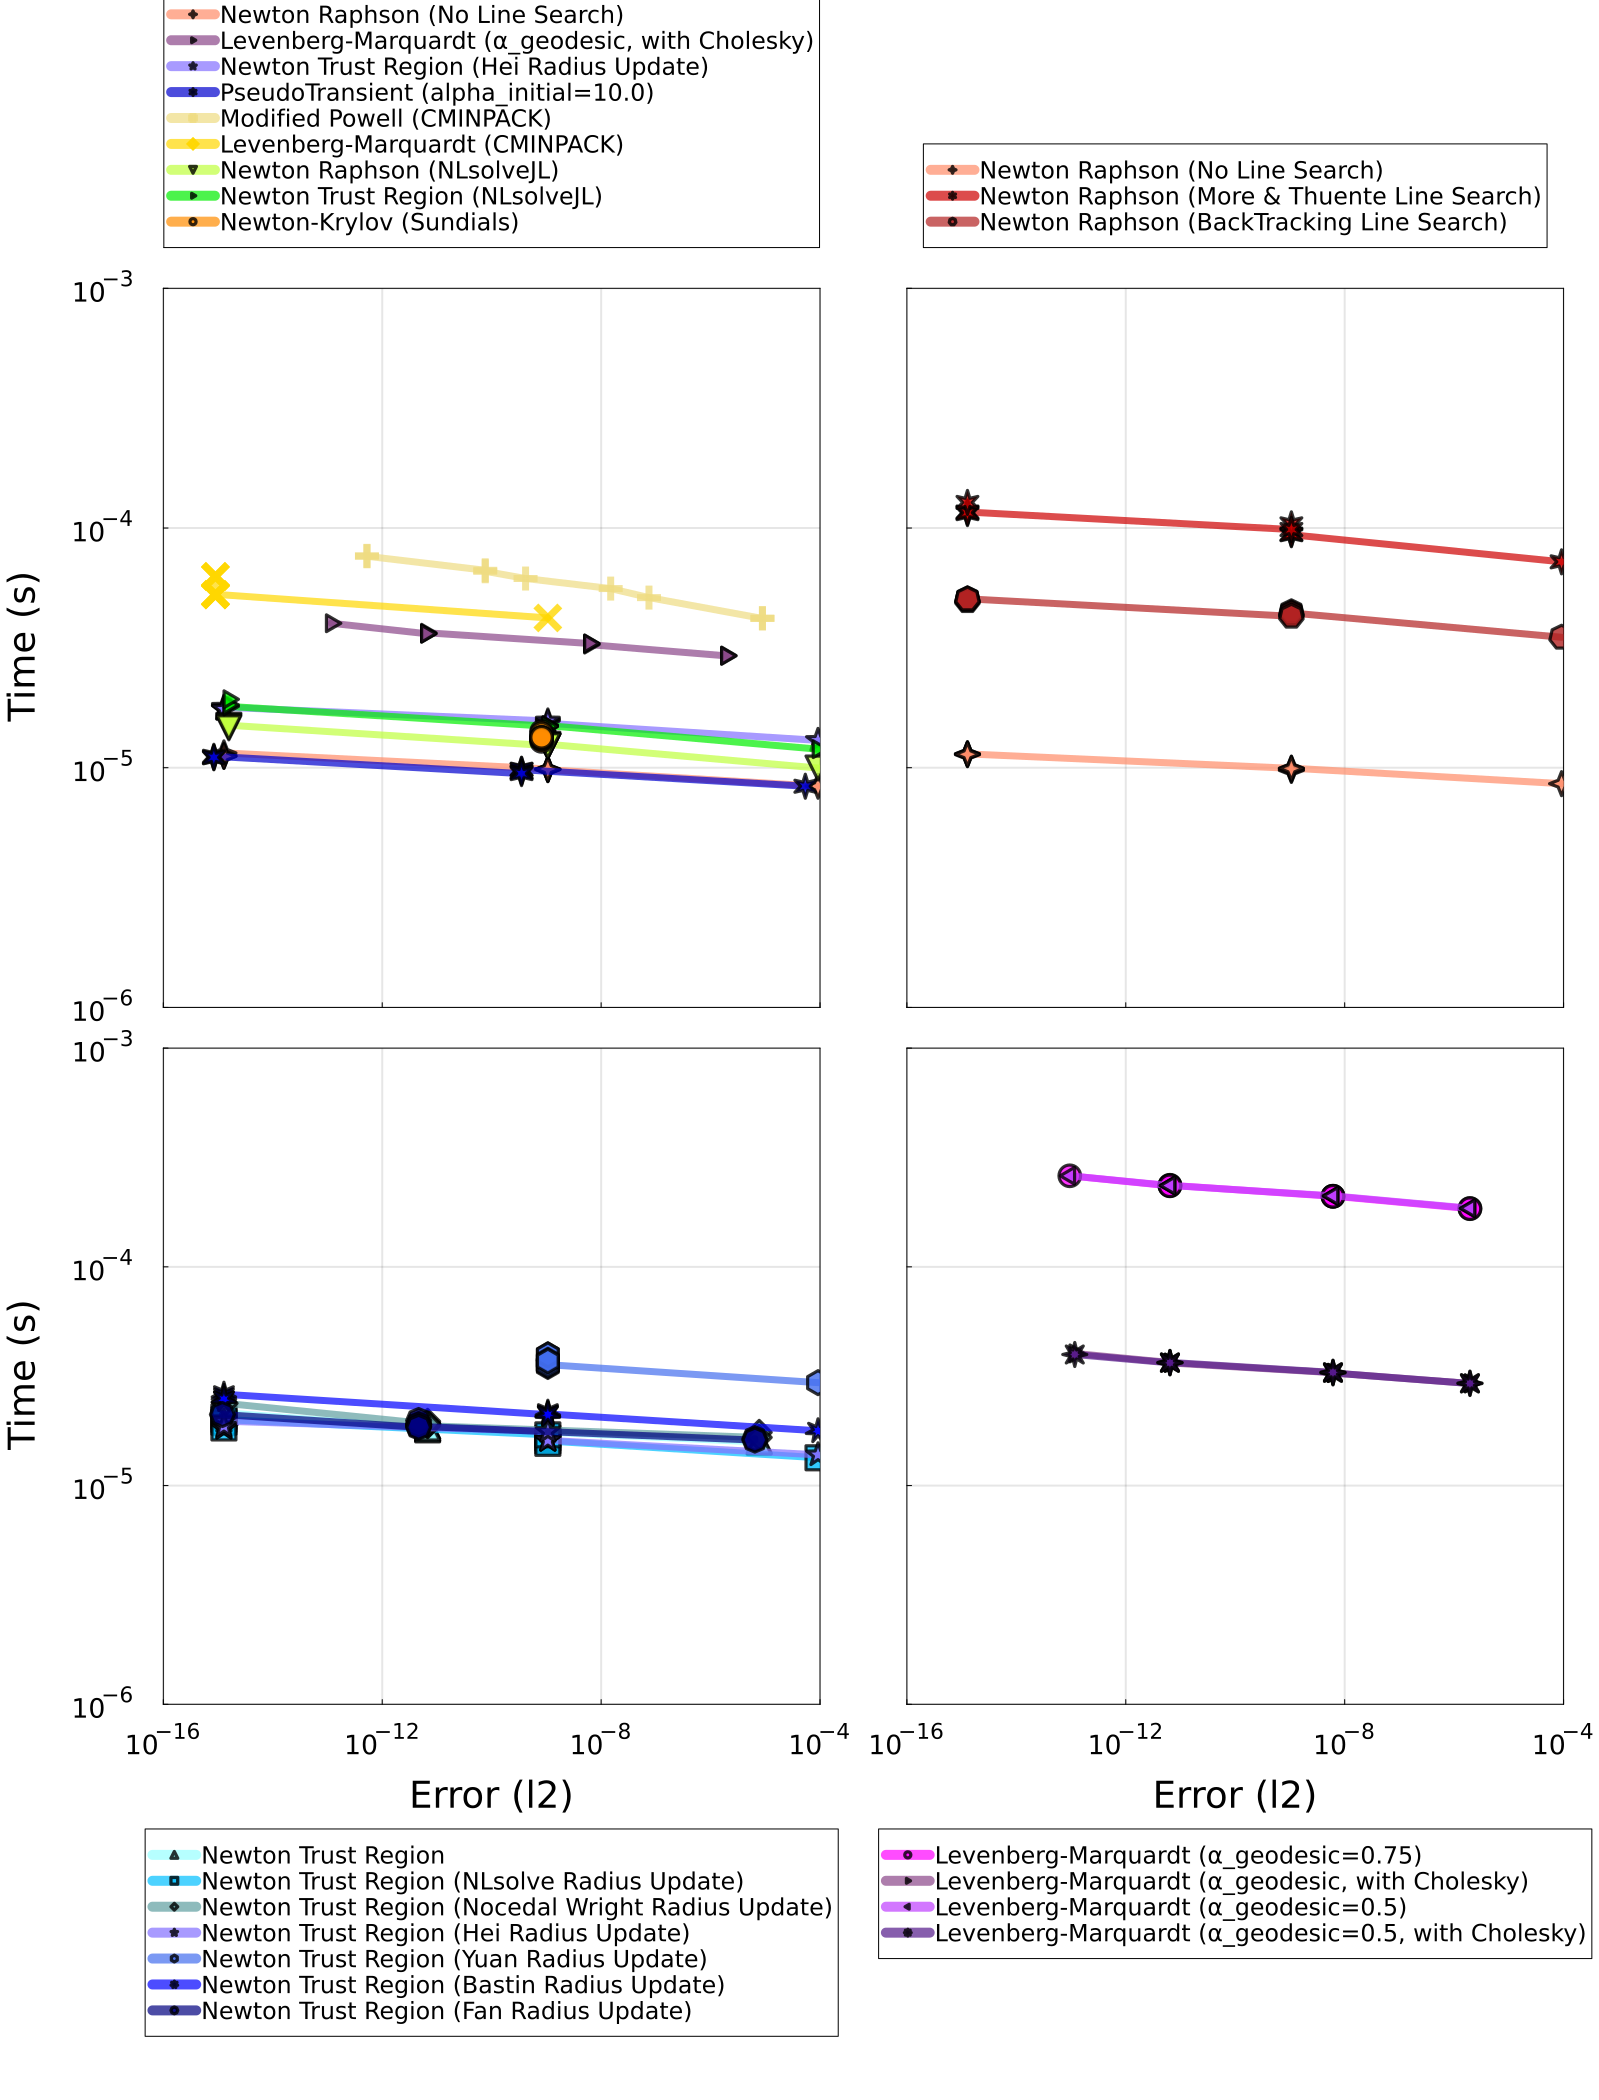 Newton Raphson (No Line Search)
Levenberg-Marquardt (α_geodesic, with Cholesky)
Newton Trust Region (Hei Radius Update)
PseudoTransient (alpha_initial=10.0)
Modified Powell (CMINPACK)
Levenberg-Marquardt (CMINPACK)
Newton Raphson (NLsolveJL)
Newton Trust Region (NLsolveJL)
Newton-Krylov (Sundials)
Newton Raphson (No Line Search)
Newton Raphson (More & Thuente Line Search)
Newton Raphson (BackTracking Line Search)
10⁻³
10⁻⁴
10⁻⁵
10⁻⁶
Time (s)
10⁻³
10⁻⁴
10⁻⁵
10⁻⁶
Time (s)
10⁻¹⁶ 10⁻¹² 10⁻⁸ 10⁻⁴
Error (l2)
10⁻¹⁶ 10⁻¹² 10⁻⁸ 10⁻⁴
Error (l2)
Newton Trust Region
Newton Trust Region (NLsolve Radius Update)
Newton Trust Region (Nocedal Wright Radius Update)
Newton Trust Region (Hei Radius Update)
Newton Trust Region (Yuan Radius Update)
Newton Trust Region (Bastin Radius Update)
Newton Trust Region (Fan Radius Update)
Levenberg-Marquardt (α_geodesic=0.75)
Levenberg-Marquardt (α_geodesic, with Cholesky)
Levenberg-Marquardt (α_geodesic=0.5)
Levenberg-Marquardt (α_geodesic=0.5, with Cholesky)